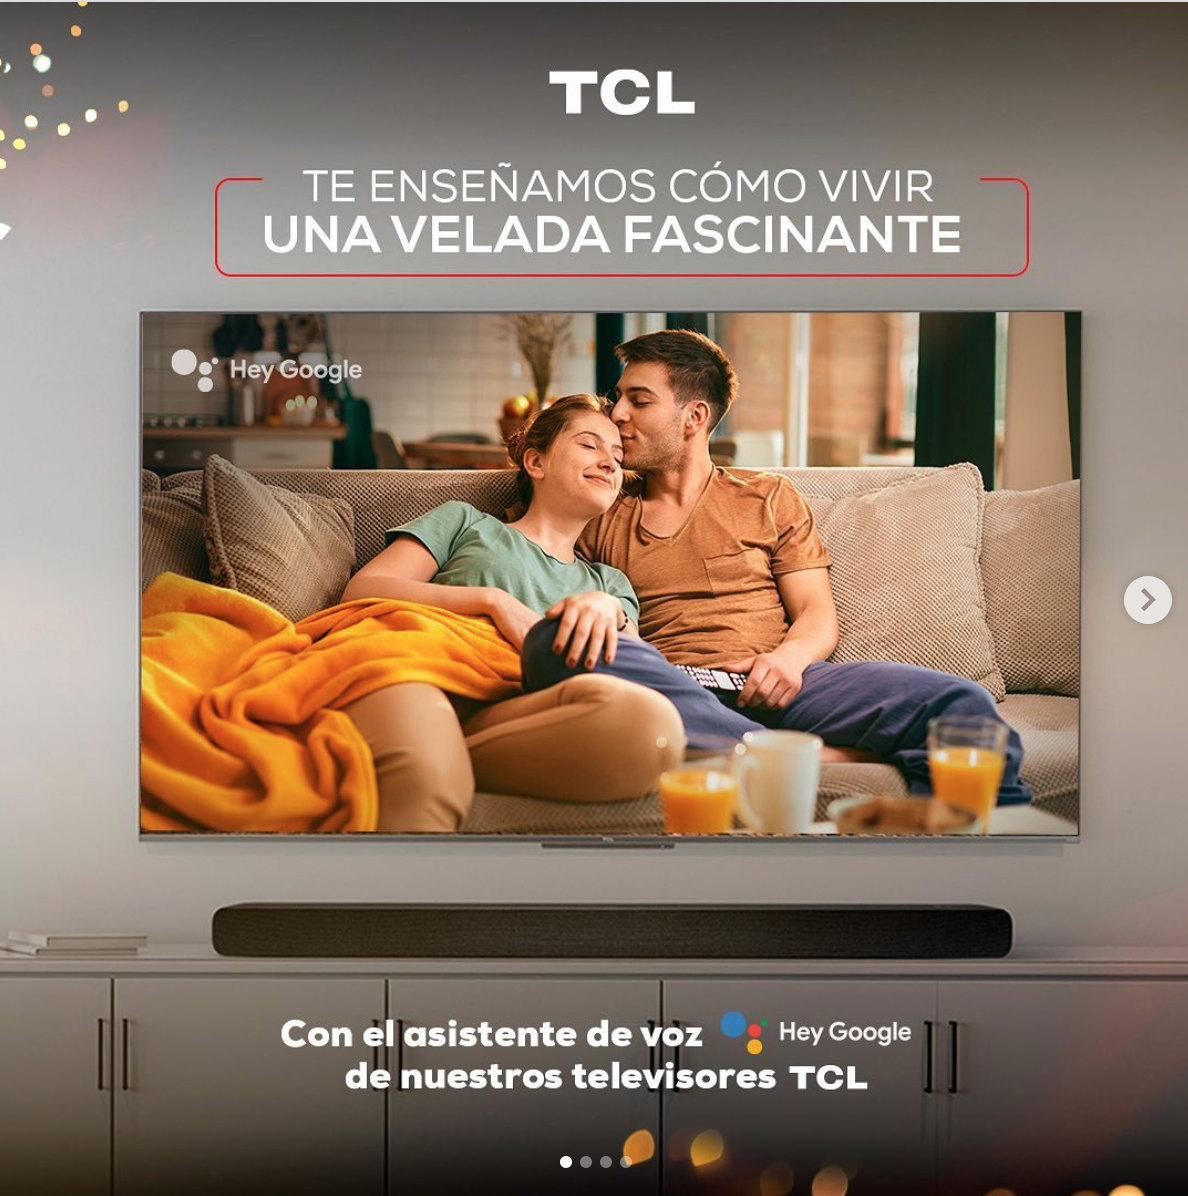 TCL
TE ENSEÑAMOS CÓMO VIVIR
UNA VELADA FASCINANTE
Hey Google
Con el asistente de voz Hey Google
de nuestros televisores TCL